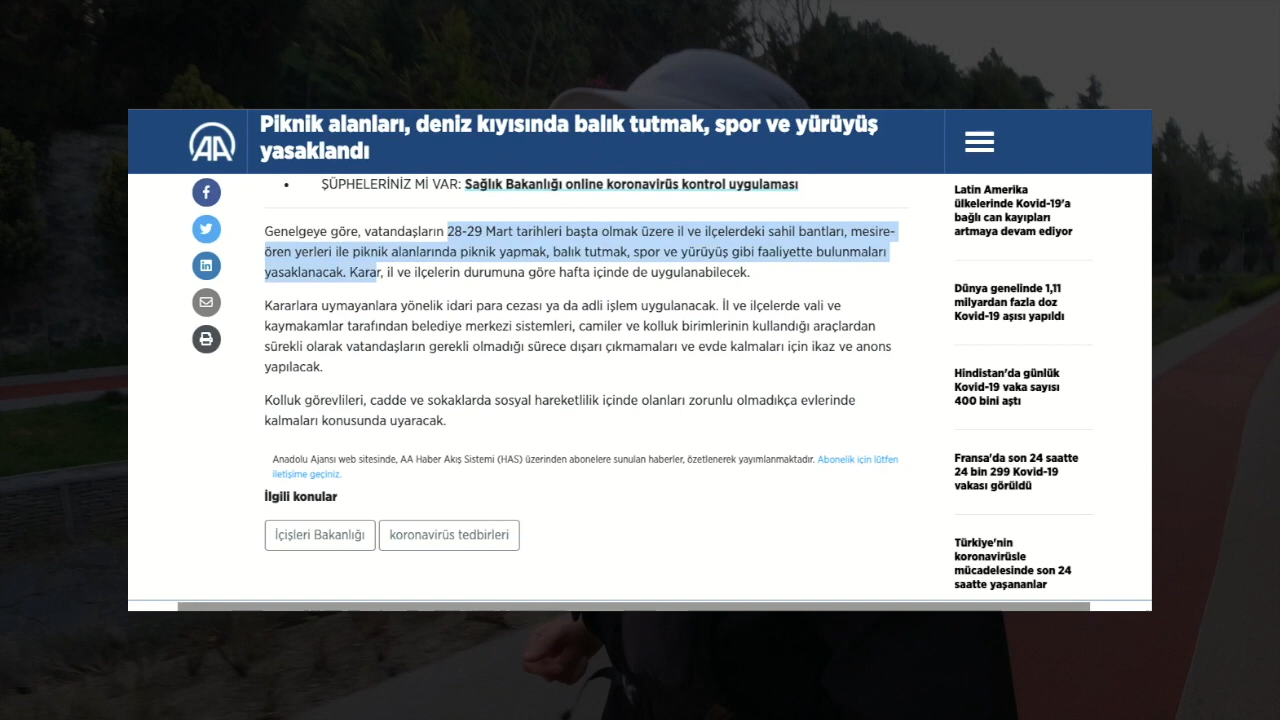 AA
Piknik alanları, deniz kıyısında balık tutmak, spor ve yürüyüş
yasaklandı
• ŞÜPHELERİNİZ Mİ VAR: Sağlık Bakanlığı online koronavirüs kontrol uygulaması
Genelgeye göre, vatandaşların 28-29 Mart tarihleri başta olmak üzere il ve ilçelerdeki sahil bantları, mesire-
ören yerleri ile piknik alanlarında piknik yapmak, balık tutmak, spor ve yürüyüş gibi faaliyette bulunmaları
yasaklanacak. Karar, il ve ilçelerin durumuna göre hafta içinde de uygulanabilecek.
Kararlara uymayanlara yönelik idari para cezası ya da adli işlem uygulanacak. İl ve ilçelerde vali ve
kaymakamlar tarafından belediye merkezi sistemleri, camiler ve kolluk birimlerinin kullandığı araçlardan
sürekli olarak vatandaşların gerekli olmadığı sürece dışarı çıkmamaları ve evde kalmaları için ikaz ve anons
yapılacak.
Kolluk görevlileri, cadde ve sokaklarda sosyal hareketlilik içinde olanları zorunlu olmadıkça evlerinde
kalmaları konusunda uyaracak.
Anadolu Ajansı web sitesinde, AA Haber Akış Sistemi (HAS) üzerinden abonelere sunulan haberler, özetlenerek yayımlanmaktadır. Abonelik için lütfen
iletişime geçiniz.
İlgili konular
İçişleri Bakanlığı koronavirüs tedbirleri
Latin Amerika
ülkelerinde Kovid-19'a
bağlı can kayıpları
artmaya devam ediyor
Dünya genelinde 1,11
milyardan fazla doz
Kovid-19 aşısı yapıldı
Hindistan'da günlük
Kovid-19 vaka sayısı
400 bini aştı
Fransa'da son 24 saatte
24 bin 299 Kovid-19
vakası görüldü
Türkiye'nin
koronavirüsle
mücadelesinde son 24
saatte yaşananlar